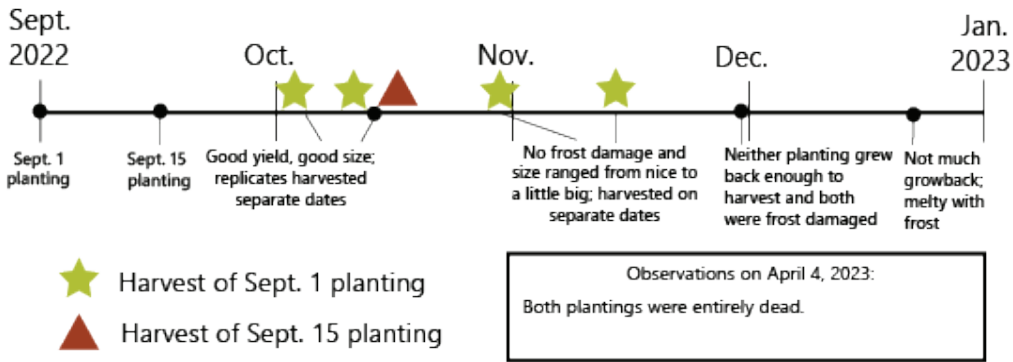 Sept.
2022
Oct.
Nov.
Dec.
Jan.
2023
Sept. 1
planting
Sept. 15
planting
Good yield, good size;
replicates harvested
separate dates
No frost damage and
size ranged from nice to
a little big; harvested on
separate dates
Neither planting grew
back enough to
harvest and both
were frost damaged
Not much
growback;
melty with
frost
Harvest of Sept. 1 planting
Harvest of Sept. 15 planting
Observations on April 4, 2023:
Both plantings were entirely dead.